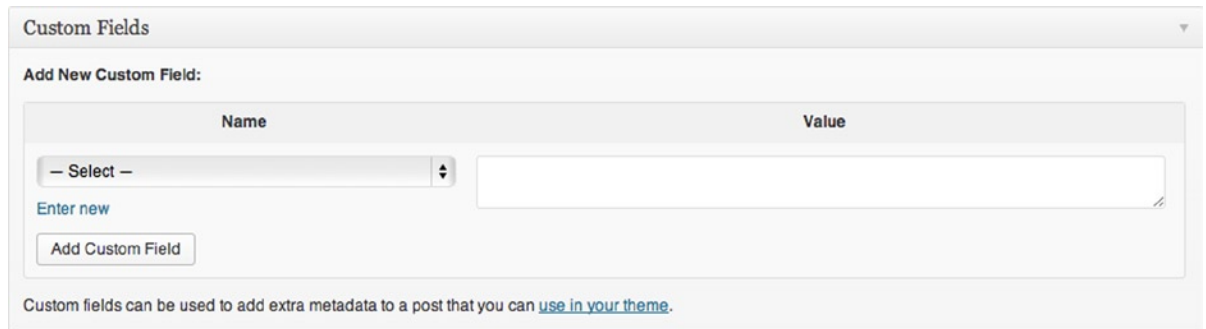 Custom Fields
Add New Custom Field:
Name Value
— Select —
Enter new
Add Custom Field
Custom fields can be used to add extra metadata to a post that you can use in your theme.